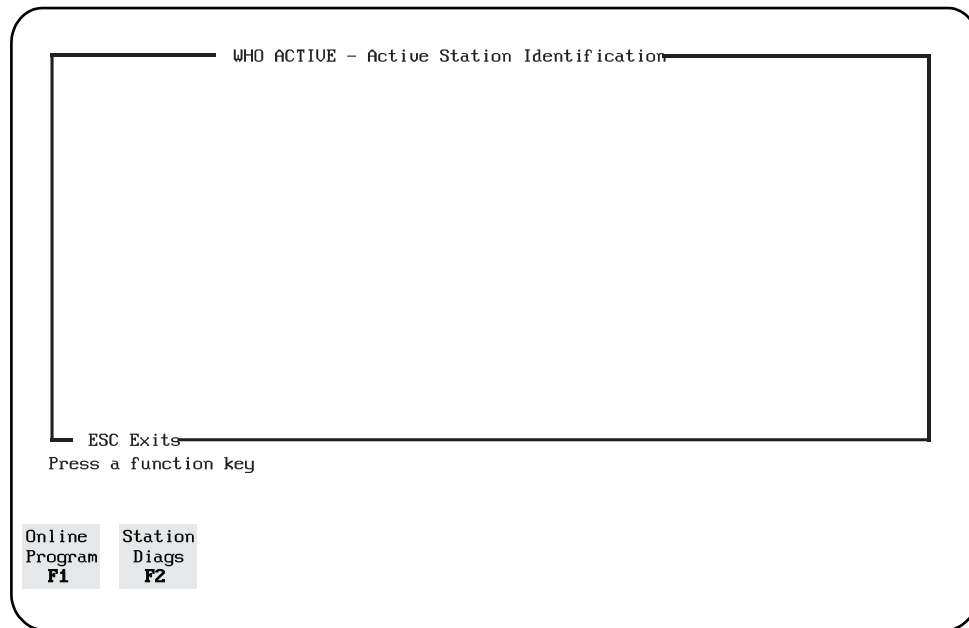 WHO ACTIVE - Active Station Identification
ESC Exits
Press a function key
Online Program F1
Station Diags F2